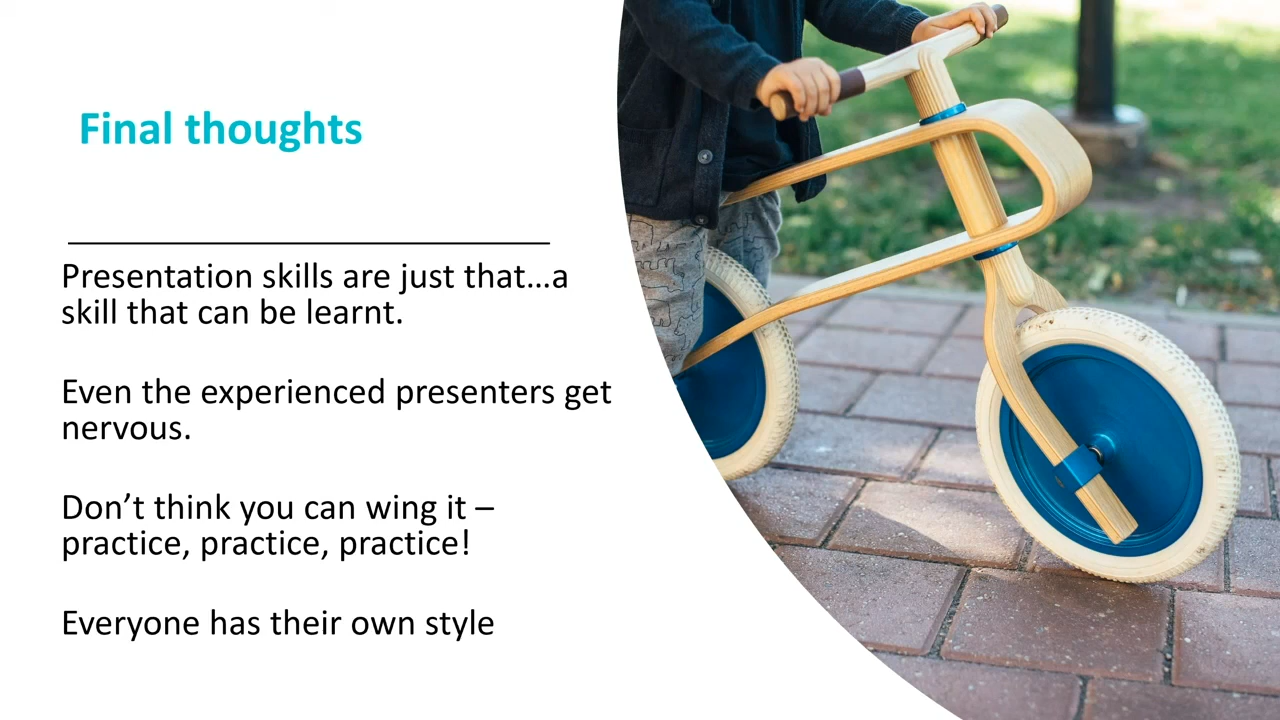 Final thoughts
Presentation skills are just that...a
skill that can be learnt.
Even the experienced presenters get
nervous.
Don’t think you can wing it –
practice, practice, practice!
Everyone has their own style